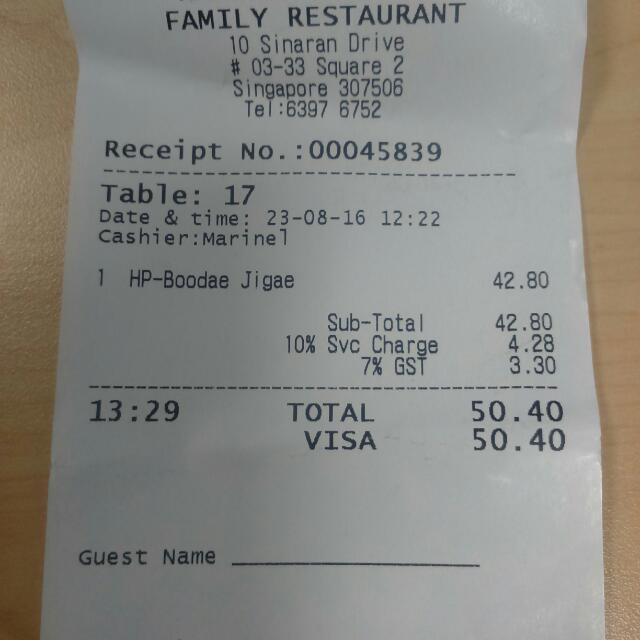 FAMILY RESTAURANT
10 Sinaran Drive
# 03-33 Square 2
Singapore 307506
Tel:6397 6752
Receipt No.:00045839
Table: 17
Date & time: 23-08-16 12:22
Cashier:Marinel
1 HP-Boodae Jigae 42.80
Sub-Total 42.80
10% Svc Charge 4.28
7% GST 3.30
13:29 TOTAL 50.40
VISA 50.40
Guest Name